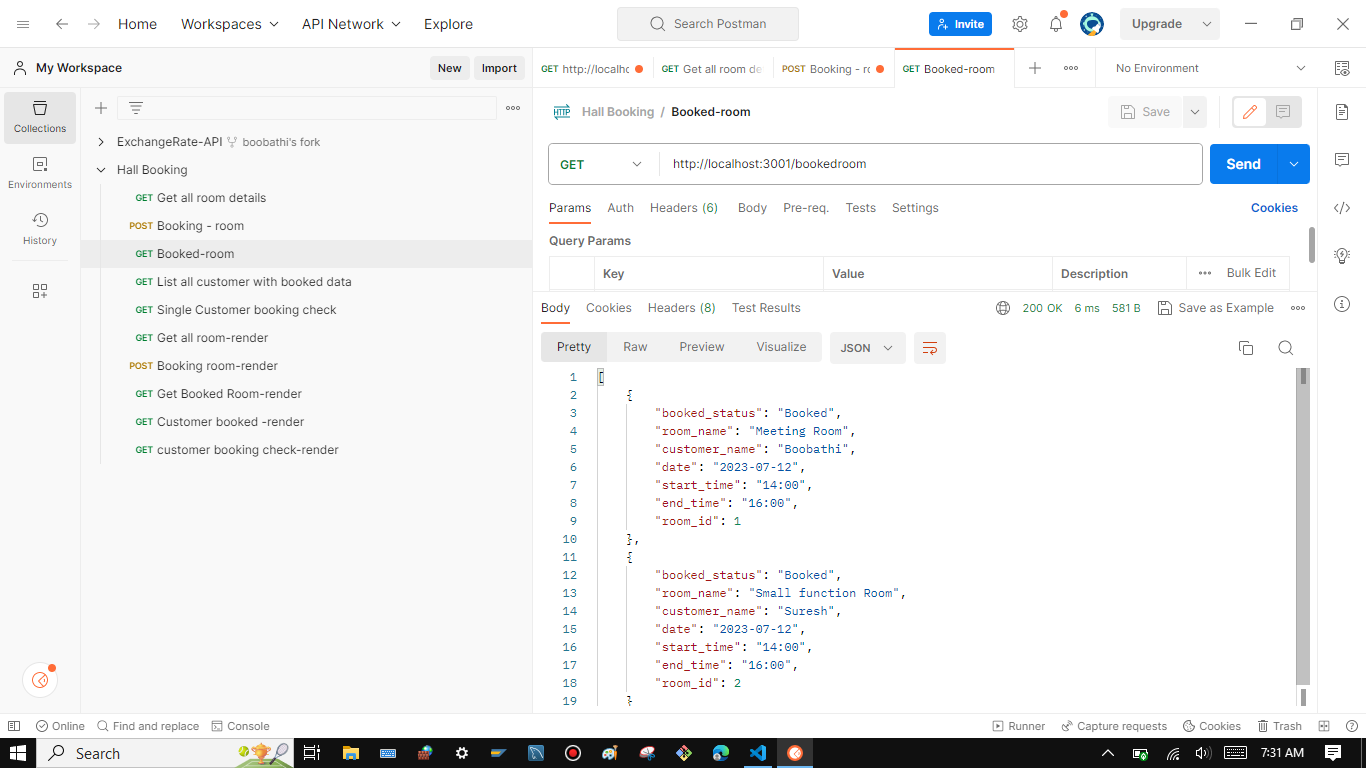 Home Workspaces API Network Explore Search Postman Invite Upgrade
My Workspace New Import GET http://localhc GET Get all room de POST Booking - ro GET Booked-room No Environment
Collections
Environments
History
ExchangeRate-API boobathi's fork
Hall Booking
GET Get all room details
POST Booking - room
GET Booked-room
GET List all customer with booked data
GET Single Customer booking check
GET Get all room-render
POST Booking room-render
GET Get Booked Room-render
GET Customer booked -render
GET customer booking check-render
HTTP Hall Booking / Booked-room Save
GET http://localhost:3001/bookedroom Send
Params Auth Headers (6) Body Pre-req. Tests Settings Cookies
Query Params
Key Value Description Bulk Edit
Body Cookies Headers (8) Test Results 200 OK 6 ms 581 B Save as Example
Pretty Raw Preview Visualize JSON
1 [
2 {
3 "booked_status": "Booked",
4 "room_name": "Meeting Room",
5 "customer_name": "Boobathi",
6 "date": "2023-07-12",
7 "start_time": "14:00",
8 "end_time": "16:00",
9 "room_id": 1
10 },
11 {
12 "booked_status": "Booked",
13 "room_name": "Small function Room",
14 "customer_name": "Suresh",
15 "date": "2023-07-12",
16 "start_time": "14:00",
17 "end_time": "16:00",
18 "room_id": 2
19 }
Online Find and replace Console Runner Capture requests Cookies Trash
Search 7:31 AM